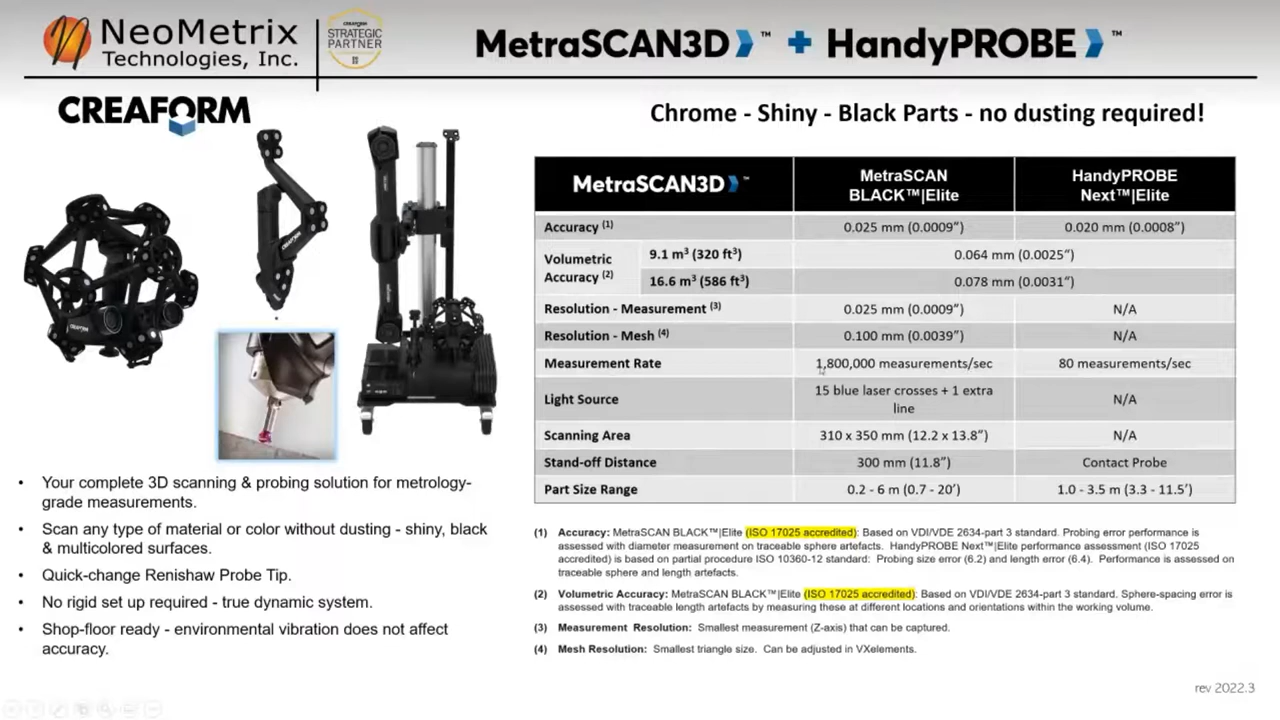 NeoMetrix
Technologies, Inc.
CREAFORM
STRATEGIC
PARTNER
MetraSCAN3D™ + HandyPROBE™
CREAFORM
Chrome - Shiny - Black Parts - no dusting required!
MetraSCAN3D™
MetraSCAN
BLACK™|Elite
HandyPROBE
Next™|Elite
Accuracy (1) 0.025 mm (0.0009”) 0.020 mm (0.0008”)
Volumetric
Accuracy (2)
9.1 m³ (320 ft³) 0.064 mm (0.0025”)
16.6 m³ (586 ft³) 0.078 mm (0.0031”)
Resolution - Measurement (3) 0.025 mm (0.0009”) N/A
Resolution - Mesh (4) 0.100 mm (0.0039”) N/A
Measurement Rate 1,800,000 measurements/sec 80 measurements/sec
Light Source 15 blue laser crosses + 1 extra
line N/A
Scanning Area 310 x 350 mm (12.2 x 13.8”) N/A
Stand-off Distance 300 mm (11.8”) Contact Probe
Part Size Range 0.2 - 6 m (0.7 - 20’) 1.0 - 3.5 m (3.3 - 11.5’)
CREAFORM
CREAFORM
• Your complete 3D scanning & probing solution for metrology-
grade measurements.
• Scan any type of material or color without dusting - shiny, black
& multicolored surfaces.
• Quick-change Renishaw Probe Tip.
• No rigid set up required - true dynamic system.
• Shop-floor ready - environmental vibration does not affect
accuracy.
(1) Accuracy: MetraSCAN BLACK™|Elite (ISO 17025 accredited): Based on VDI/VDE 2634-part 3 standard. Probing error performance is
assessed with diameter measurement on traceable sphere artefacts. HandyPROBE Next™|Elite performance assessment (ISO 17025
accredited) is based on partial procedure ISO 10360-12 standard: Probing size error (6.2) and length error (6.4). Performance is assessed on
traceable sphere and length artefacts.
(2) Volumetric Accuracy: MetraSCAN BLACK™|Elite (ISO 17025 accredited): Based on VDI/VDE 2634-part 3 standard. Sphere-spacing error is
assessed with traceable length artefacts by measuring these at different locations and orientations within the working volume.
(3) Measurement Resolution: Smallest measurement (Z-axis) that can be captured.
(4) Mesh Resolution: Smallest triangle size. Can be adjusted in VXelements.
rev 2022.3